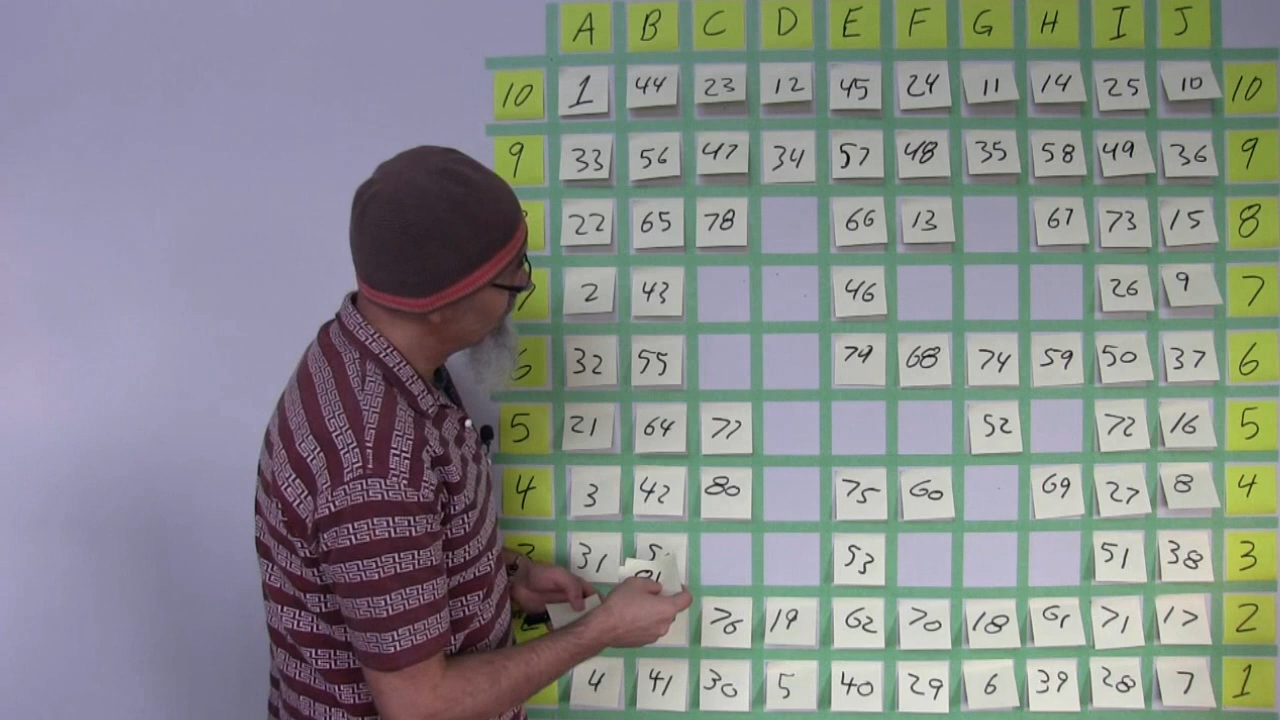 A B C D E F G H I J
10 1 44 23 12 45 24 11 14 25 10 10
9 33 56 47 34 57 48 35 58 49 36 9
22 65 78 66 13 67 73 15 8
2 43 46 26 9 7
6 32 55 79 68 74 59 50 37 6
5 21 64 77 52 72 16 5
4 3 42 80 75 60 69 27 8 4
31 53 51 38 3
76 19 62 70 18 61 71 17 2
4 41 30 5 40 29 6 39 28 7 1